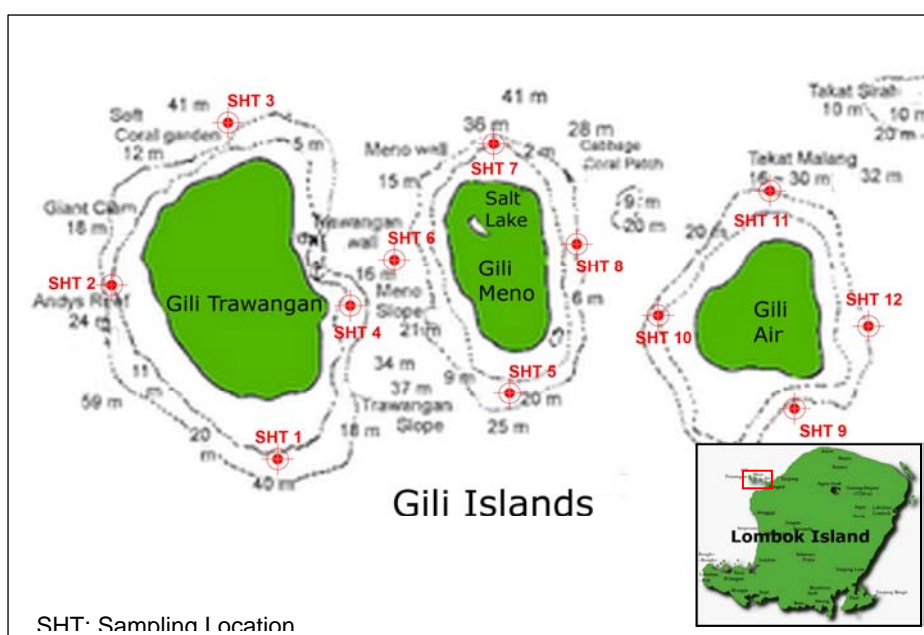 41 m
SHT 3
Soft
Coral garden
12 m
5 m
Giant Clam
18 m
SHT 2
Andys Reef
24 m
11 m
59 m
20 m
SHT 1
40 m
18 m
Gili Trawangan
SHT 4
Trawangan
wall
16 m
Meno
Slope
21 m
34 m
37 m
Trawangan
Slope
41 m
36 m
Meno wall
15 m
SHT 7
2 m
28 m
Cabbage
Coral Patch
9 m
20 m
SHT 6
Salt
Lake
Gili
Meno
SHT 8
6 m
9 m
SHT 5
20 m
25 m
Takat Sirah
10 m
10 m
20 m
Takat Malang
16 - 30 m
32 m
SHT 11
20 m
SHT 10
Gili
Air
SHT 12
SHT 9
Gili Islands
Lombok Island
SHT: Sampling Location